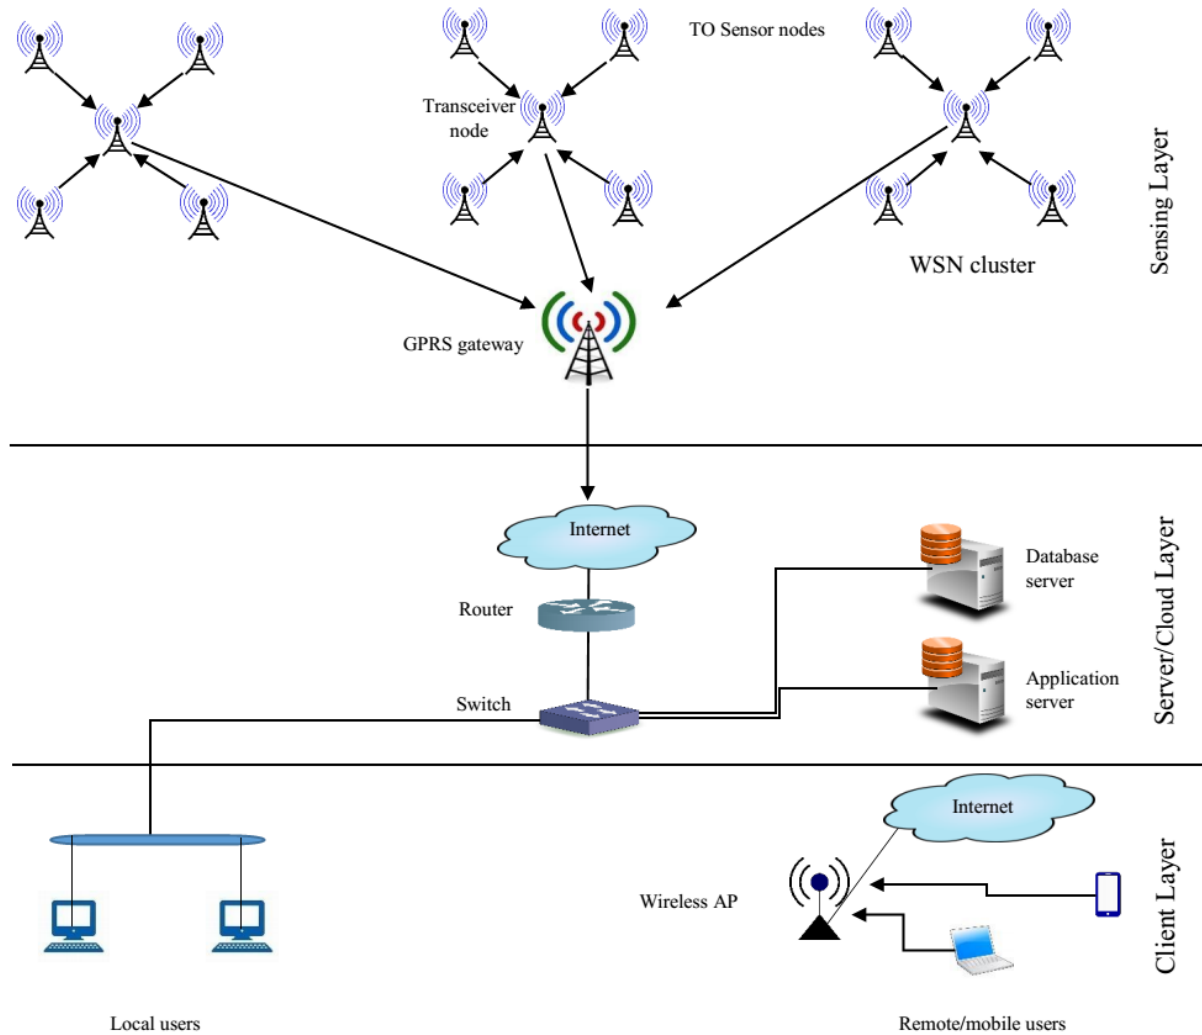 TO Sensor nodes
Transceiver
node
Sensing Layer
WSN cluster
GPRS gateway
Internet
Database
server
Router
Server/Cloud Layer
Application
server
Switch
Internet
Wireless AP
Client Layer
Local users
Remote/mobile users